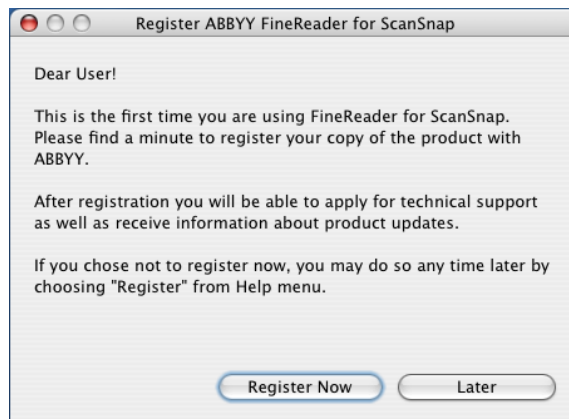 Register ABBYY FineReader for ScanSnap
Dear User!
This is the first time you are using FineReader for ScanSnap.
Please find a minute to register your copy of the product with
ABBYY.
After registration you will be able to apply for technical support
as well as receive information about product updates.
If you chose not to register now, you may do so any time later by
choosing "Register" from Help menu.
Register Now
Later